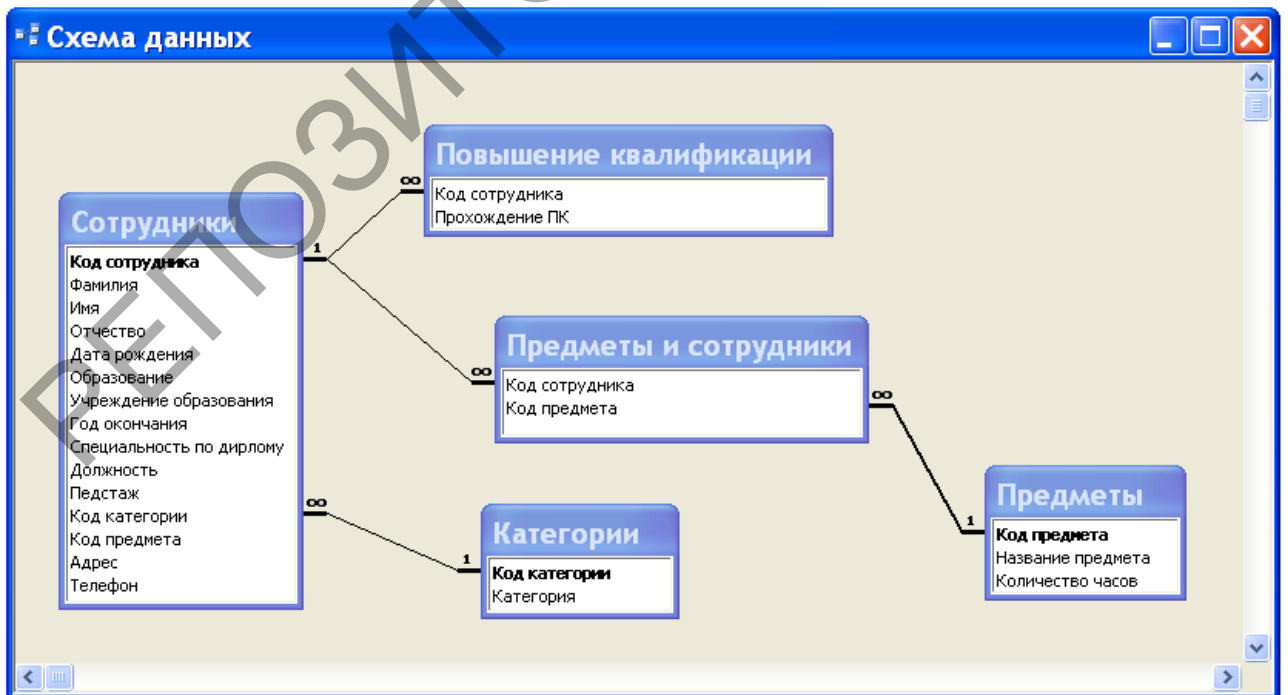 Схема данных
Повышение квалификации
Код сотрудника
Прохождение ПК
Сотрудники
Код сотрудника
Фамилия
Имя
Отчество
Дата рождения
Образование
Учреждение образования
Год окончания
Специальность по дирлому
Должность
Педстаж
Код категории
Код предмета
Адрес
Телефон
1
∞
∞
∞
Предметы и сотрудники
Код сотрудника
Код предмета
∞
Категории
1
Код категории
Категория
Предметы
1
Код предмета
Название предмета
Количество часов
РЕПОЗИТО